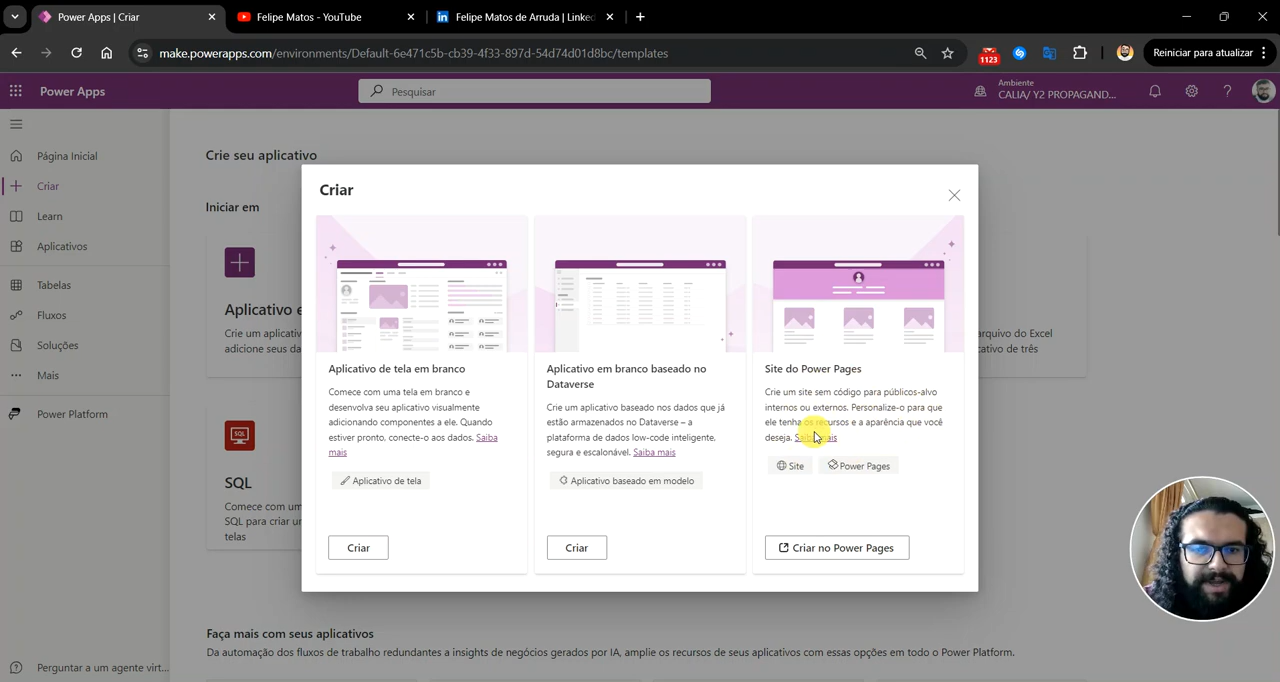 Power Apps | Criar
Felipe Matos - YouTube
Felipe Matos de Arruda | Linked
make.powerapps.com/environments/Default-6e471c5b-cb39-4f33-897d-54d74d01d8bc/templates
1123
Reiniciar para atualizar
Power Apps
Pesquisar
Ambiente
CALIA/ Y2 PROPAGAND...
Página Inicial
Criar
Learn
Aplicativos
Tabelas
Fluxos
Soluções
Mais
Power Platform
Perguntar a um agente virt...
Crie seu aplicativo
Iniciar em
Aplicativo e
Crie um aplicativ
adicione seus da
arquivo do Excel
cativo de três
SQL
SQL
Comece com um
SQL para criar ur
telas
Criar
Aplicativo de tela em branco
Comece com uma tela em branco e
desenvolva seu aplicativo visualmente
adicionando componentes a ele. Quando
estiver pronto, conecte-o aos dados. Saiba
mais
Aplicativo de tela
Criar
Aplicativo em branco baseado no
Dataverse
Crie um aplicativo baseado nos dados que já
estão armazenados no Dataverse – a
plataforma de dados low-code inteligente,
segura e escalonável. Saiba mais
Aplicativo baseado em modelo
Criar
Site do Power Pages
Crie um site sem código para públicos-alvo
internos ou externos. Personalize-o para que
ele tenha os recursos e a aparência que você
deseja. Saiba mais
Site
Power Pages
Criar no Power Pages
Faça mais com seus aplicativos
Da automação dos fluxos de trabalho redundantes a insights de negócios gerados por IA, amplie os recursos de seus aplicativos com essas opções em todo o Power Platform.